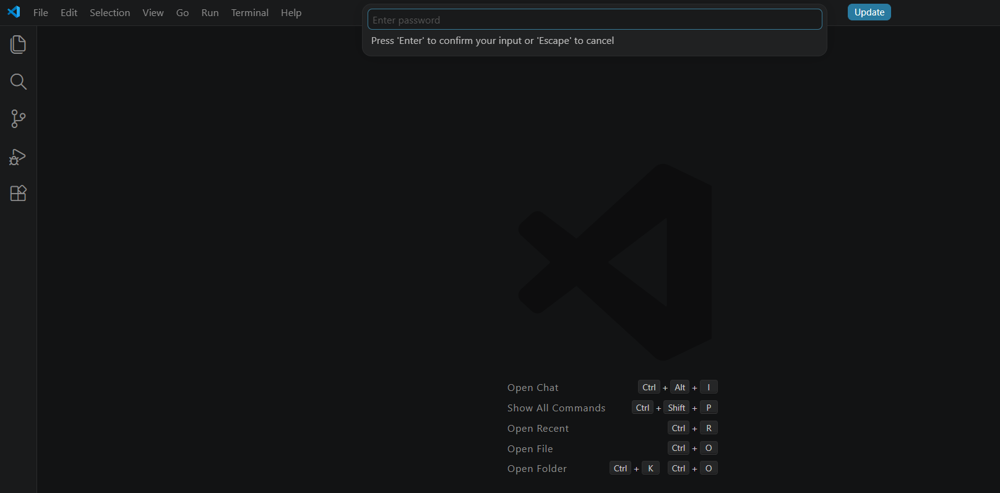 File Edit Selection View Go Run Terminal Help
Enter password
Update
Press 'Enter' to confirm your input or 'Escape' to cancel
Open Chat Ctrl + Alt + I
Show All Commands Ctrl + Shift + P
Open Recent Ctrl + R
Open File Ctrl + O
Open Folder Ctrl + K Ctrl + O